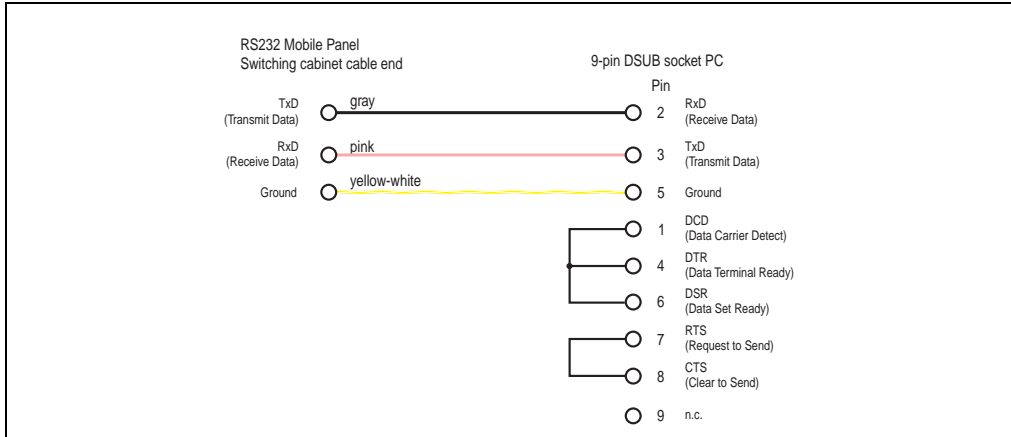 RS232 Mobile Panel
Switching cabinet cable end
9-pin DSUB socket PC
Pin
TxD
(Transmit Data)
gray
2
RxD
(Receive Data)
RxD
(Receive Data)
pink
3
TxD
(Transmit Data)
Ground
yellow-white
5
Ground
1
DCD
(Data Carrier Detect)
4
DTR
(Data Terminal Ready)
6
DSR
(Data Set Ready)
7
RTS
(Request to Send)
8
CTS
(Clear to Send)
9
n.c.